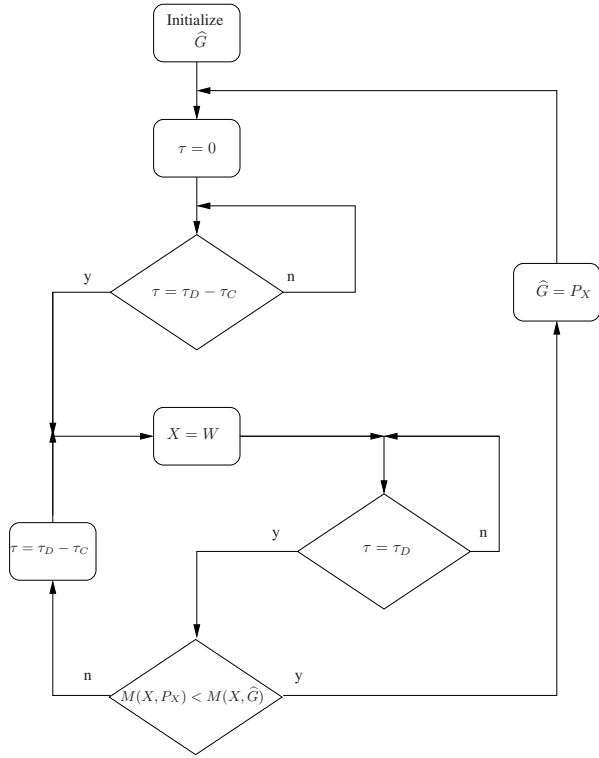 Initialize
Ĝ
τ = 0
y
n
τ = τ_D − τ_C
Ĝ = P_X
X = W
y
n
τ = τ_D
τ = τ_D − τ_C
n
y
M(X, P_X) < M(X, Ĝ)